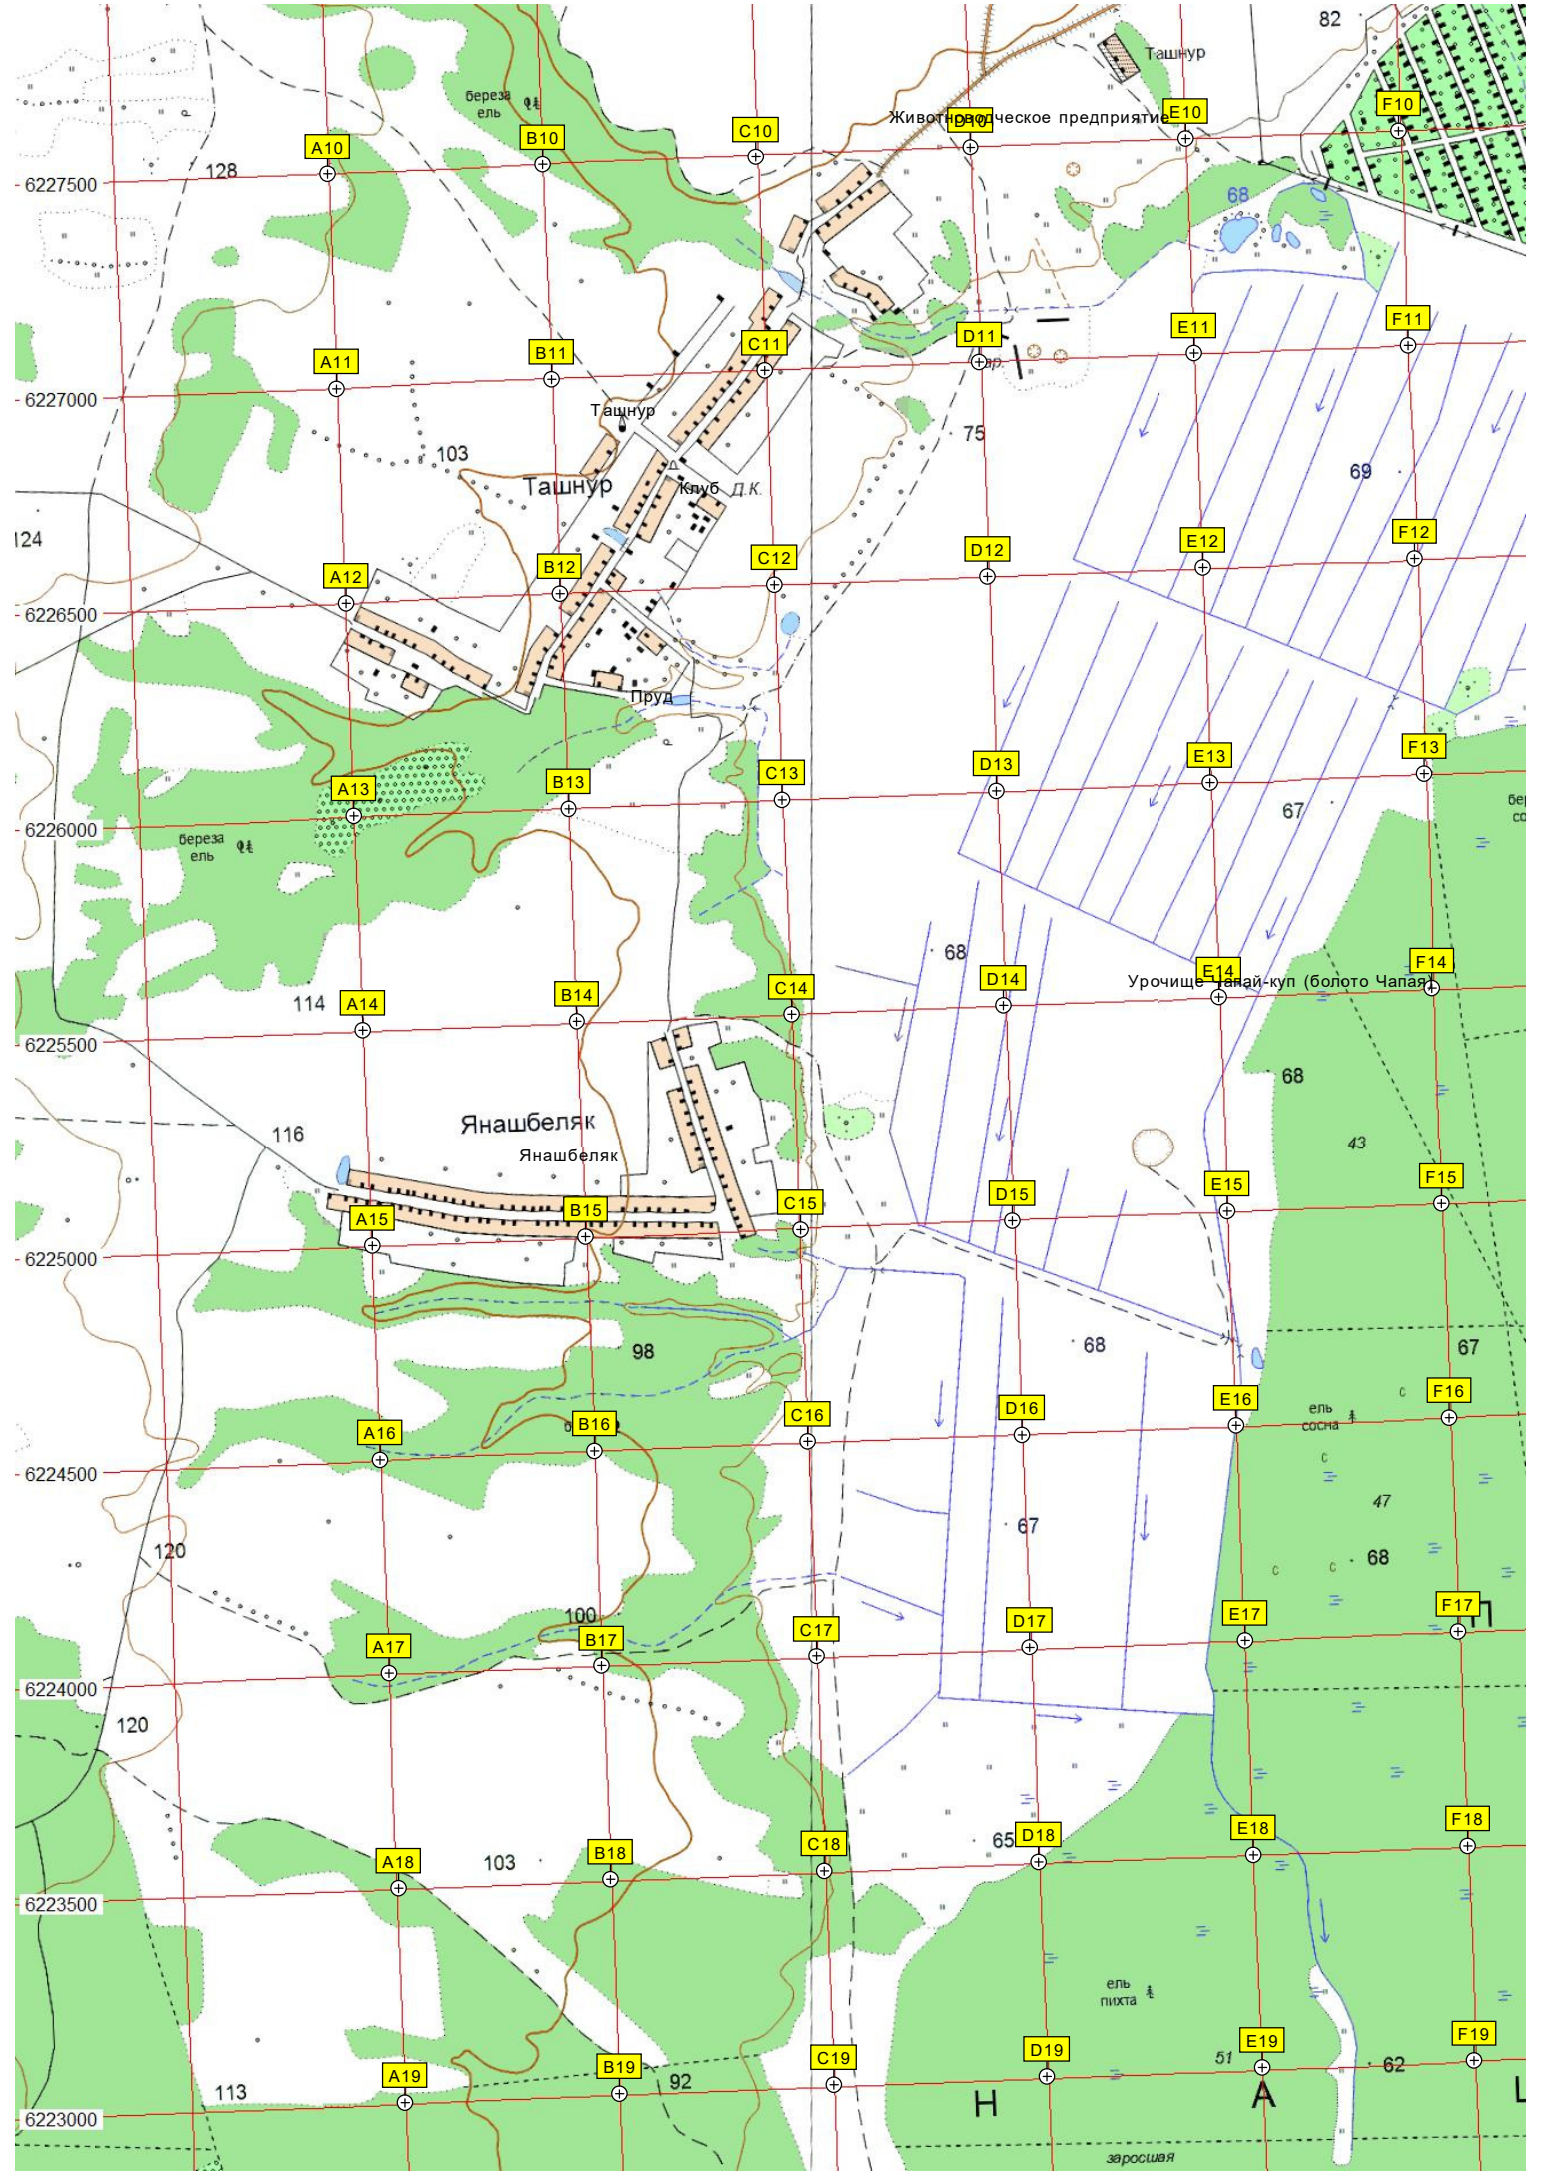 82
Ташнур
береза
ель
Животноводческое предприятие
A10
B10
C10
D10
E10
F10
6227500
128
68
A11
B11
C11
D11
E11
F11
ар.
6227000
Ташнур
75
103
69
Ташнур
Клуб
Д.К.
124
A12
B12
C12
D12
E12
F12
6226500
Пруд
A13
B13
C13
D13
E13
F13
6226000
67
береза
ель
бер
со
68
A14
B14
C14
D14
E14
F14
Урочище Чапай-куп (болото Чапая)
114
6225500
68
Янашбеляк
116
43
Янашбеляк
A15
B15
C15
D15
E15
F15
6225000
98
68
67
A16
B16
C16
D16
E16
F16
ель
сосна
с
с
6224500
47
67
120
68
с
с
100
A17
B17
C17
D17
E17
F17
П
6224000
120
A18
B18
C18
D18
E18
F18
65
103
6223500
ель
пихта
A19
B19
C19
D19
E19
F19
51
62
113
92
Н
А
6223000
заросшая